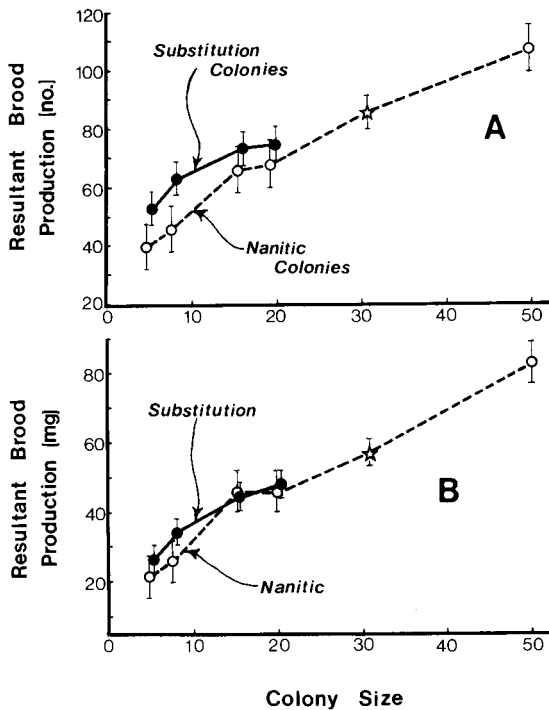 120
100
80
60
40
20
Resultant Brood
Production [no.]
Substitution
Colonies
Nanitic
Colonies
A
0 10 20 30 40 50
80
60
40
20
Resultant Brood
Production [mg]
Substitution
Nanitic
B
0 10 20 30 40 50
Colony Size